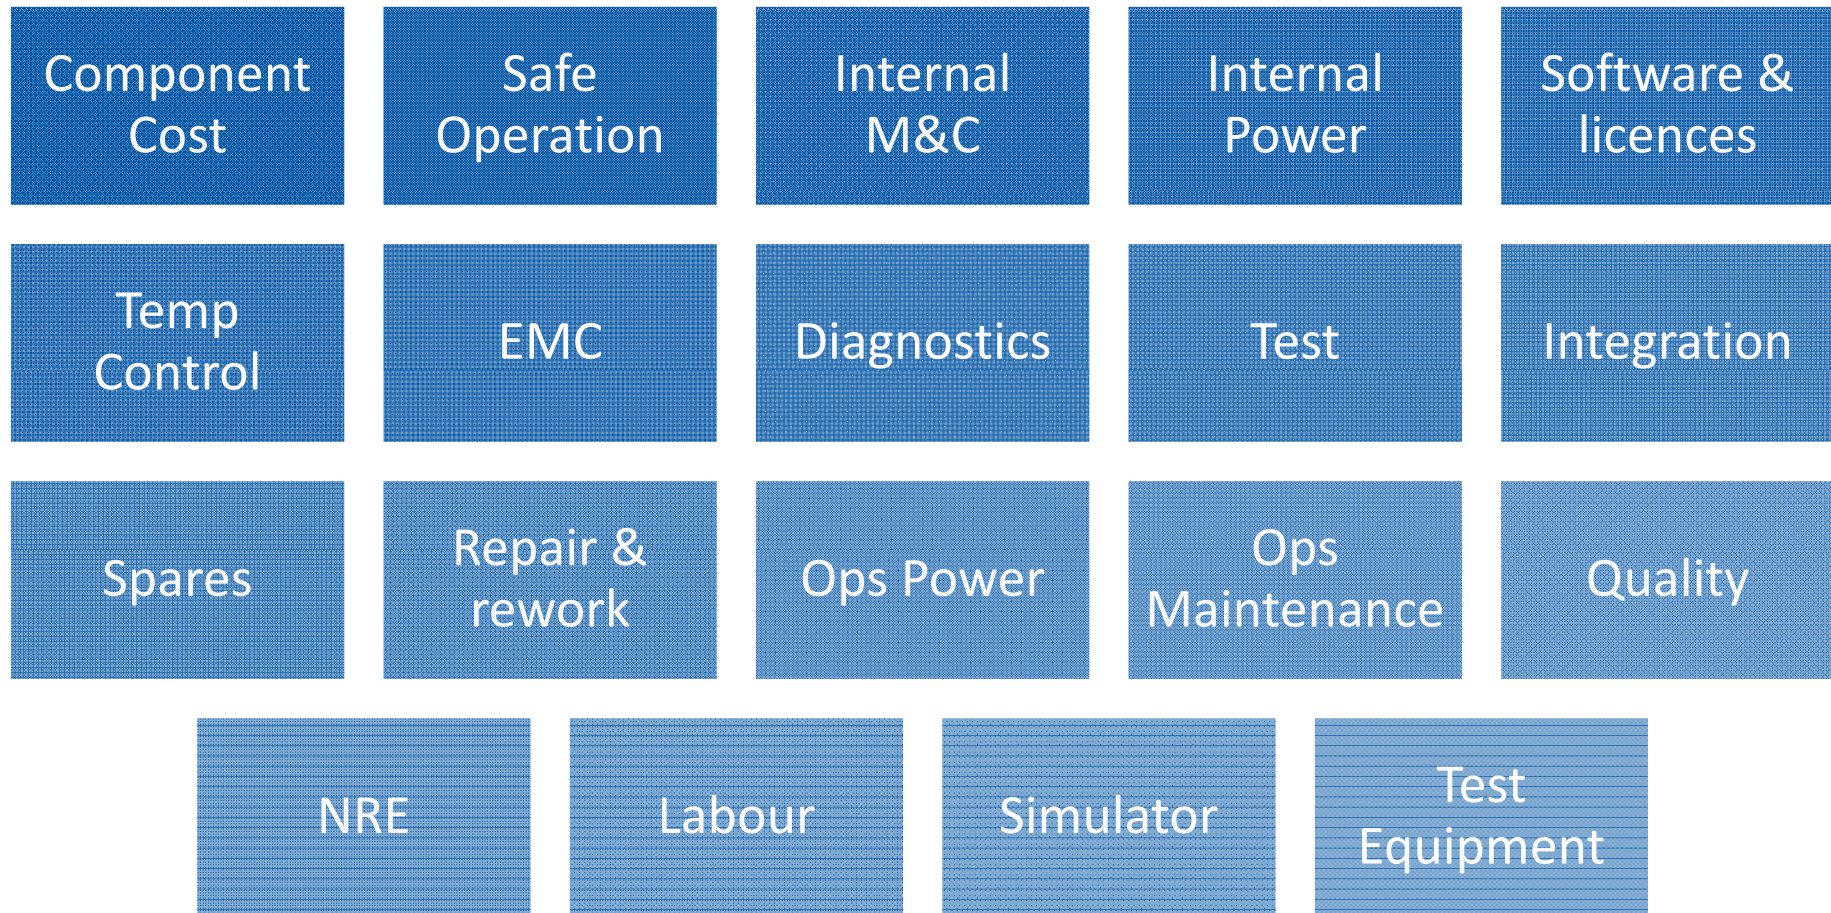 Component
Cost
Safe
Operation
Internal
M&C
Internal
Power
Software &
licences
Temp
Control
EMC
Diagnostics
Test
Integration
Spares
Repair &
rework
Ops Power
Ops
Maintenance
Quality
NRE
Labour
Simulator
Test
Equipment